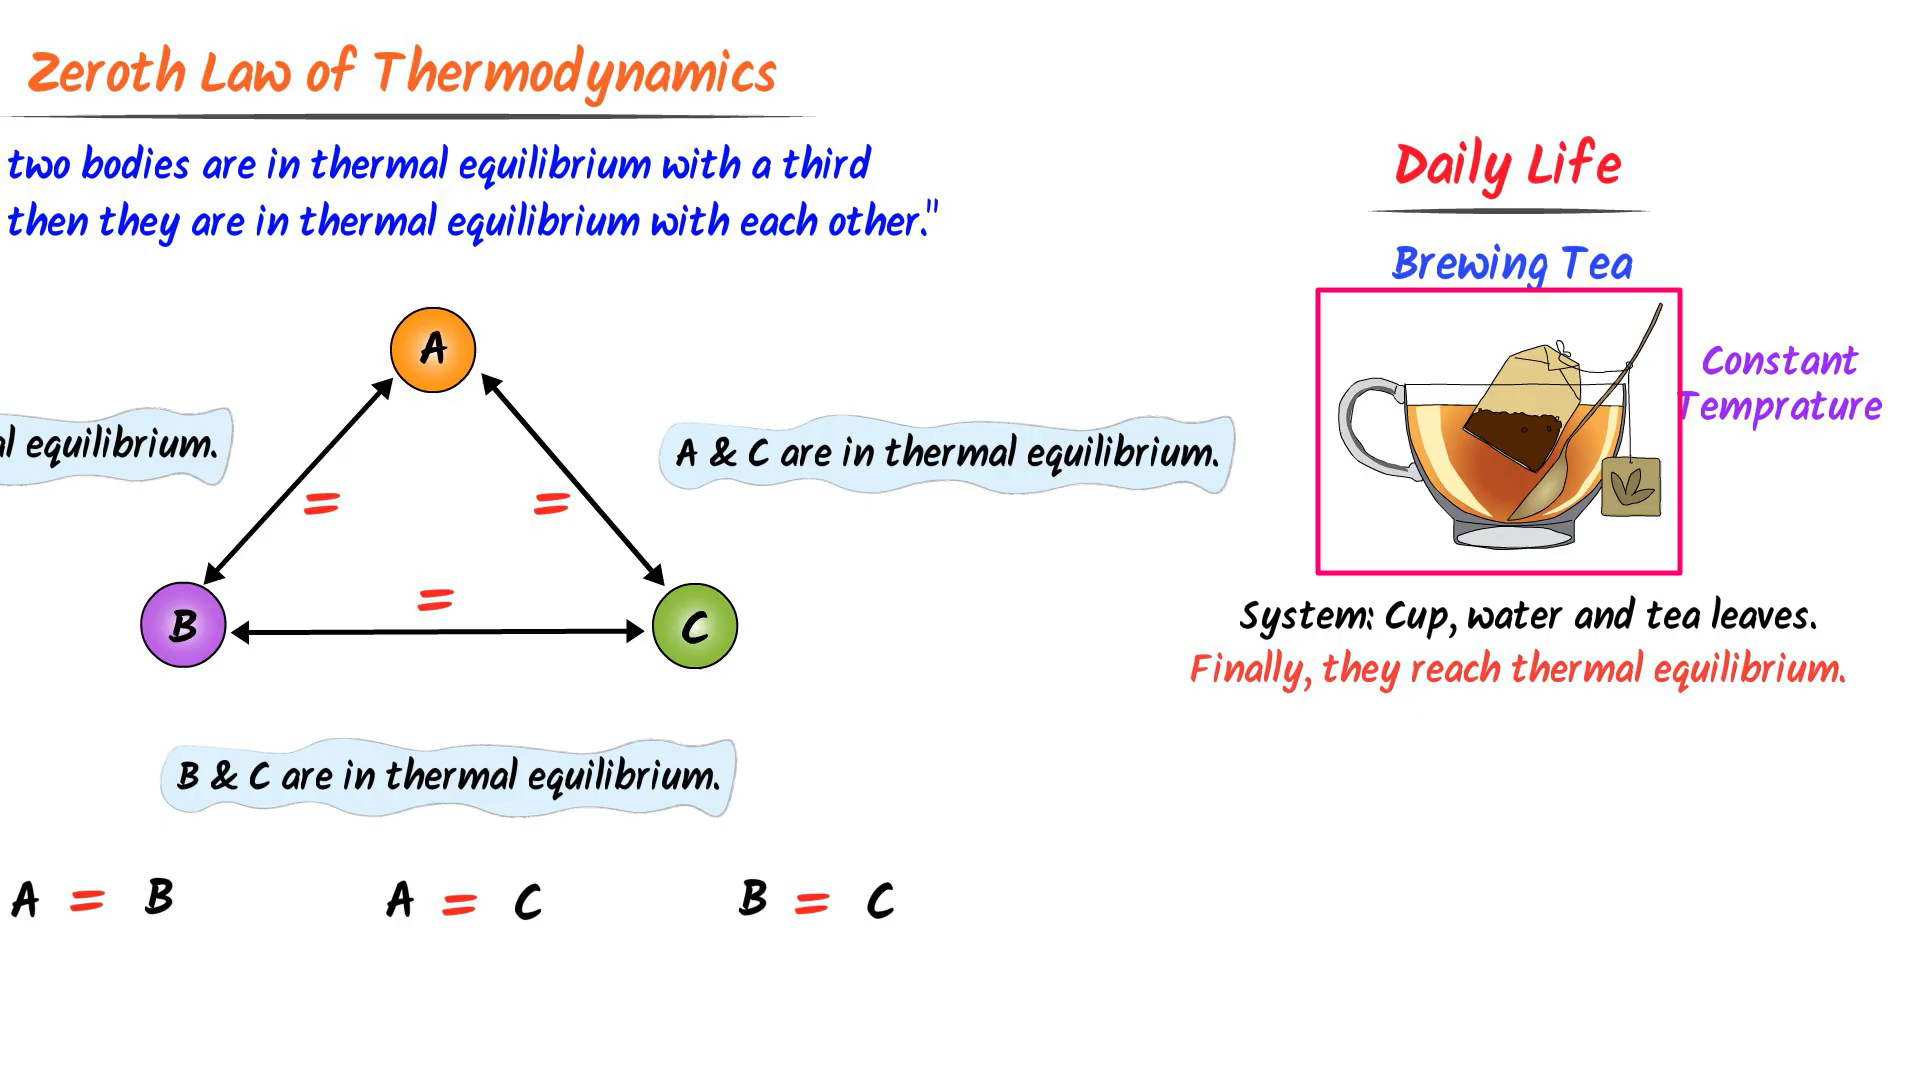 Zeroth Law of Thermodynamics
two bodies are in thermal equilibrium with a third
then they are in thermal equilibrium with each other."
A
equilibrium.
A & C are in thermal equilibrium.
=
=
=
B
C
B & C are in thermal equilibrium.
A = B
A = C
B = C
Daily Life
Brewing Tea
Constant
Temprature
System: Cup, water and tea leaves.
Finally, they reach thermal equilibrium.